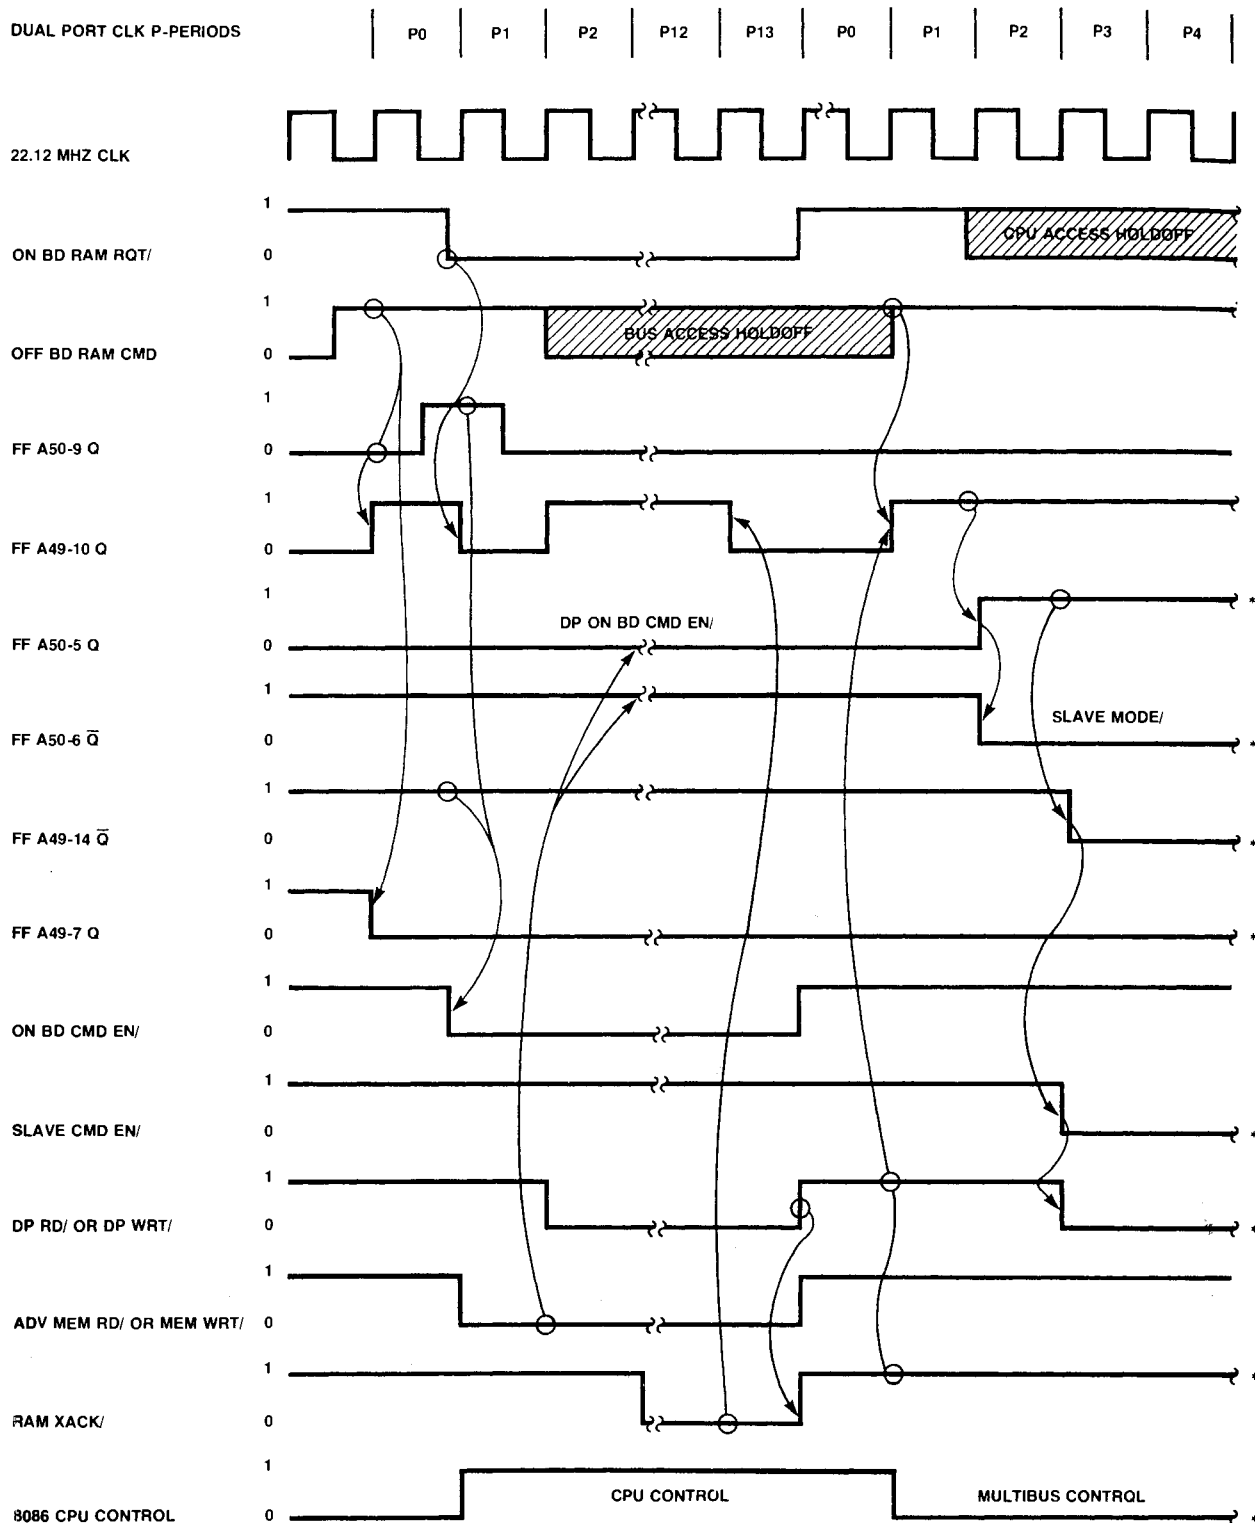 DUAL PORT CLK P-PERIODS P0 P1 P2 P12 P13 P0 P1 P2 P3 P4
22.12 MHZ CLK
1
ON BD RAM RQT/ 0 CPU ACCESS HOLDOFF
1
OFF BD RAM CMD 0 BUS ACCESS HOLDOFF
1
FF A50-9 Q 0
1
FF A49-10 Q 0
1 *
DP ON BD CMD EN/
FF A50-5 Q 0
1
SLAVE MODE/
FF A50-6 Q̅ 0 *
1
FF A49-14 Q̅ 0 *
1
FF A49-7 Q 0 *
1
ON BD CMD EN/ 0
1
SLAVE CMD EN/ 0 *
1
DP RD/ OR DP WRT/ 0 *
1
ADV MEM RD/ OR MEM WRT/ 0
1 *
RAM XACK/ 0
1
CPU CONTROL MULTIBUS CONTROL
8086 CPU CONTROL 0 *